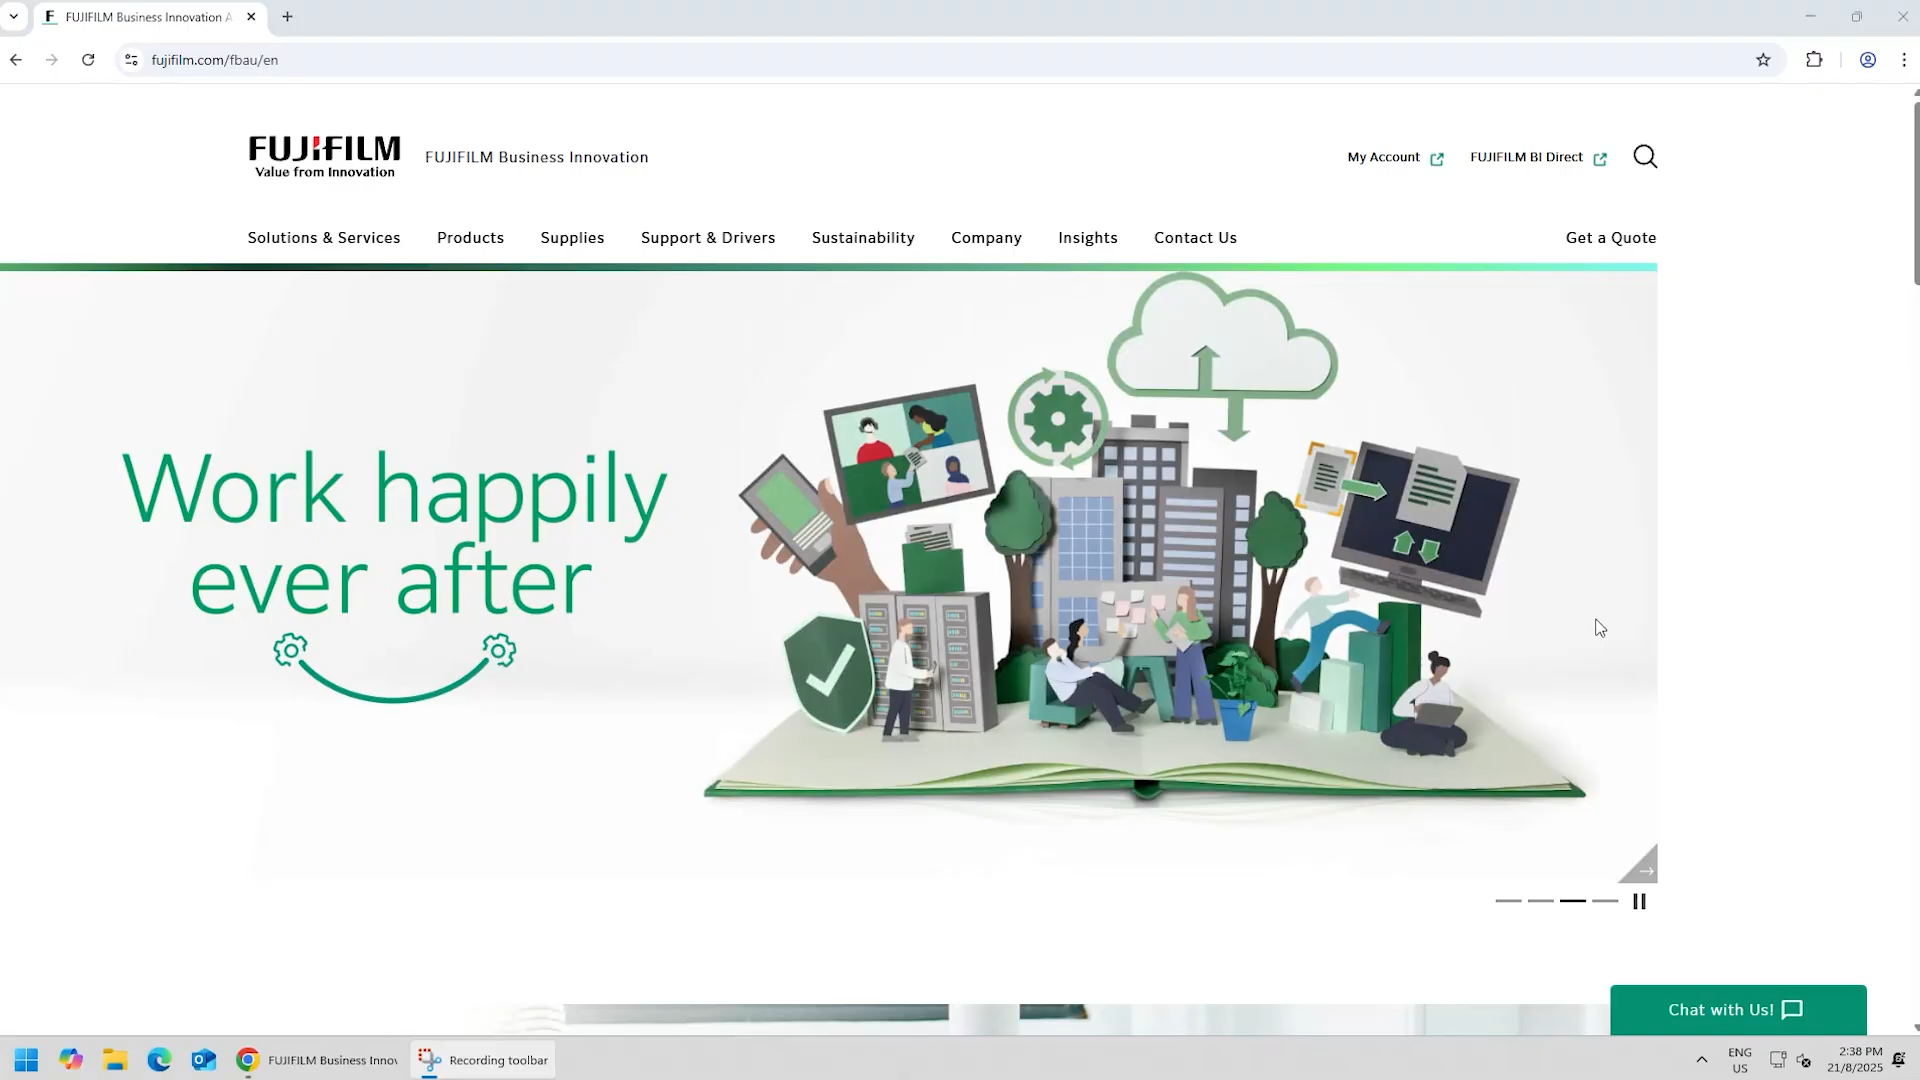 FUJIFILM Business Innovation A
fujifilm.com/fbau/en
FUJIFILM
Value from Innovation
FUJIFILM Business Innovation
My Account
FUJIFILM BI Direct
Solutions & Services
Products
Supplies
Support & Drivers
Sustainability
Company
Insights
Contact Us
Get a Quote
Work happily
ever after
Chat with Us!
FUJIFILM Business Innov
Recording toolbar
ENG
US
2:38 PM
21/8/2025